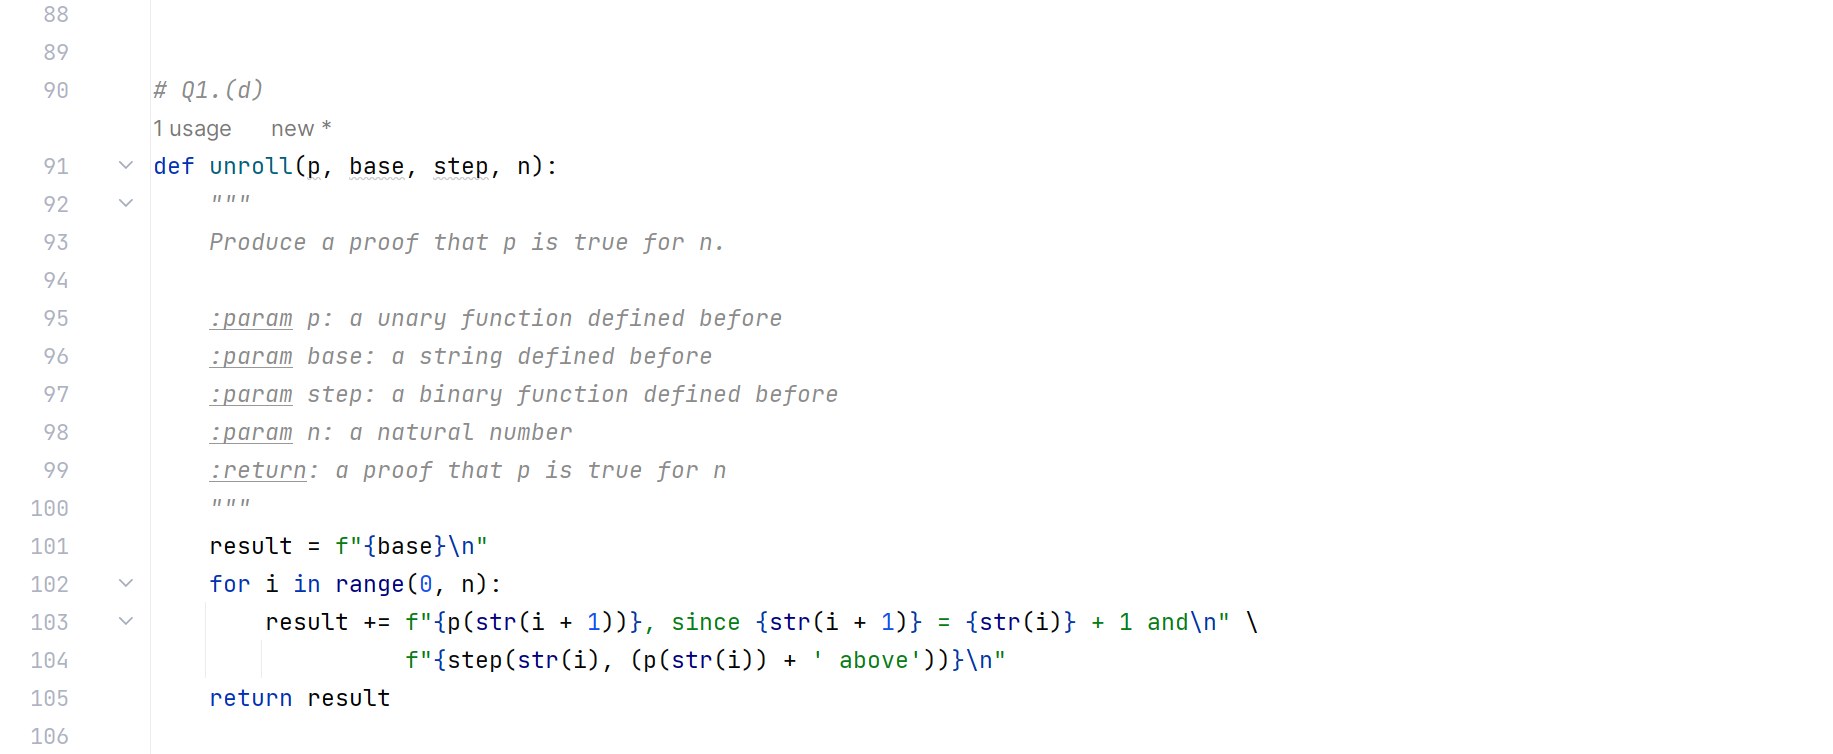 88
89
90 # Q1.(d)
1 usage new *
91 def unroll(p, base, step, n):
92 """
93 Produce a proof that p is true for n.
94
95 :param p: a unary function defined before
96 :param base: a string defined before
97 :param step: a binary function defined before
98 :param n: a natural number
99 :return: a proof that p is true for n
100 """
101 result = f"{base}\n"
102 for i in range(0, n):
103 result += f"{p(str(i + 1))}, since {str(i + 1)} = {str(i)} + 1 and\n" \
104 f"{step(str(i), (p(str(i)) + ' above'))}\n"
105 return result
106